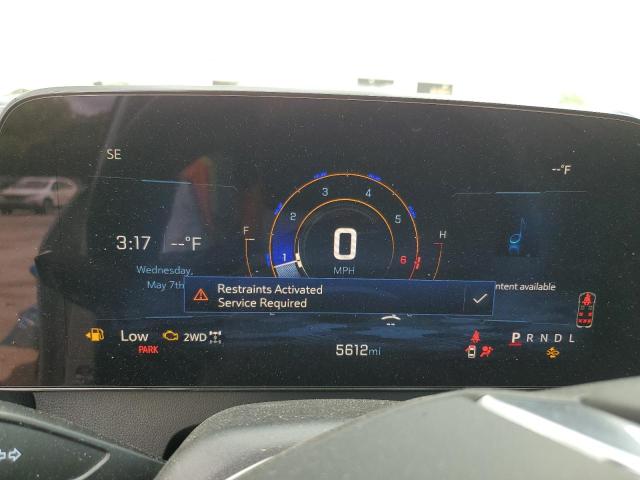 SE
--°F
3
4
2
5
F
H
3:17 --°F
0
1
6
MPH
Wednesday,
May 7th
Restraints Activated
Service Required
ntent available
--
Low
2WD
PARK
5612mi
P R N D L